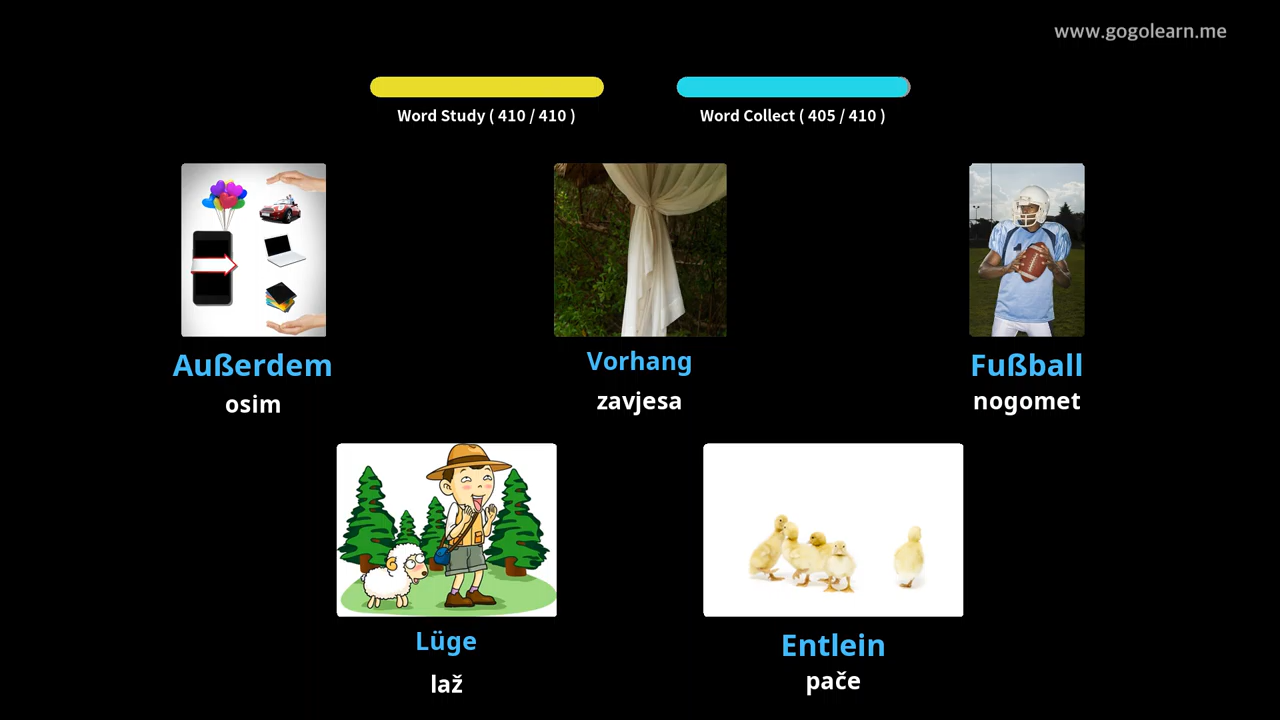 www.gogolearn.me
Word Study ( 410 / 410 )
Word Collect ( 405 / 410 )
Außerdem
osim
Vorhang
zavjesa
Fußball
nogomet
Lüge
laž
Entlein
pače